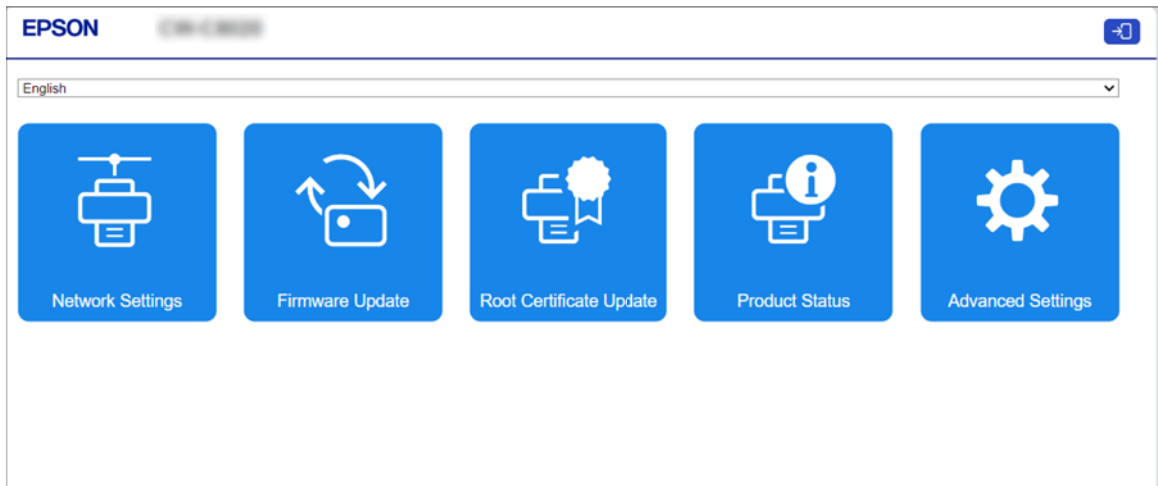 EPSON
English
Network Settings
Firmware Update
Root Certificate Update
Product Status
Advanced Settings